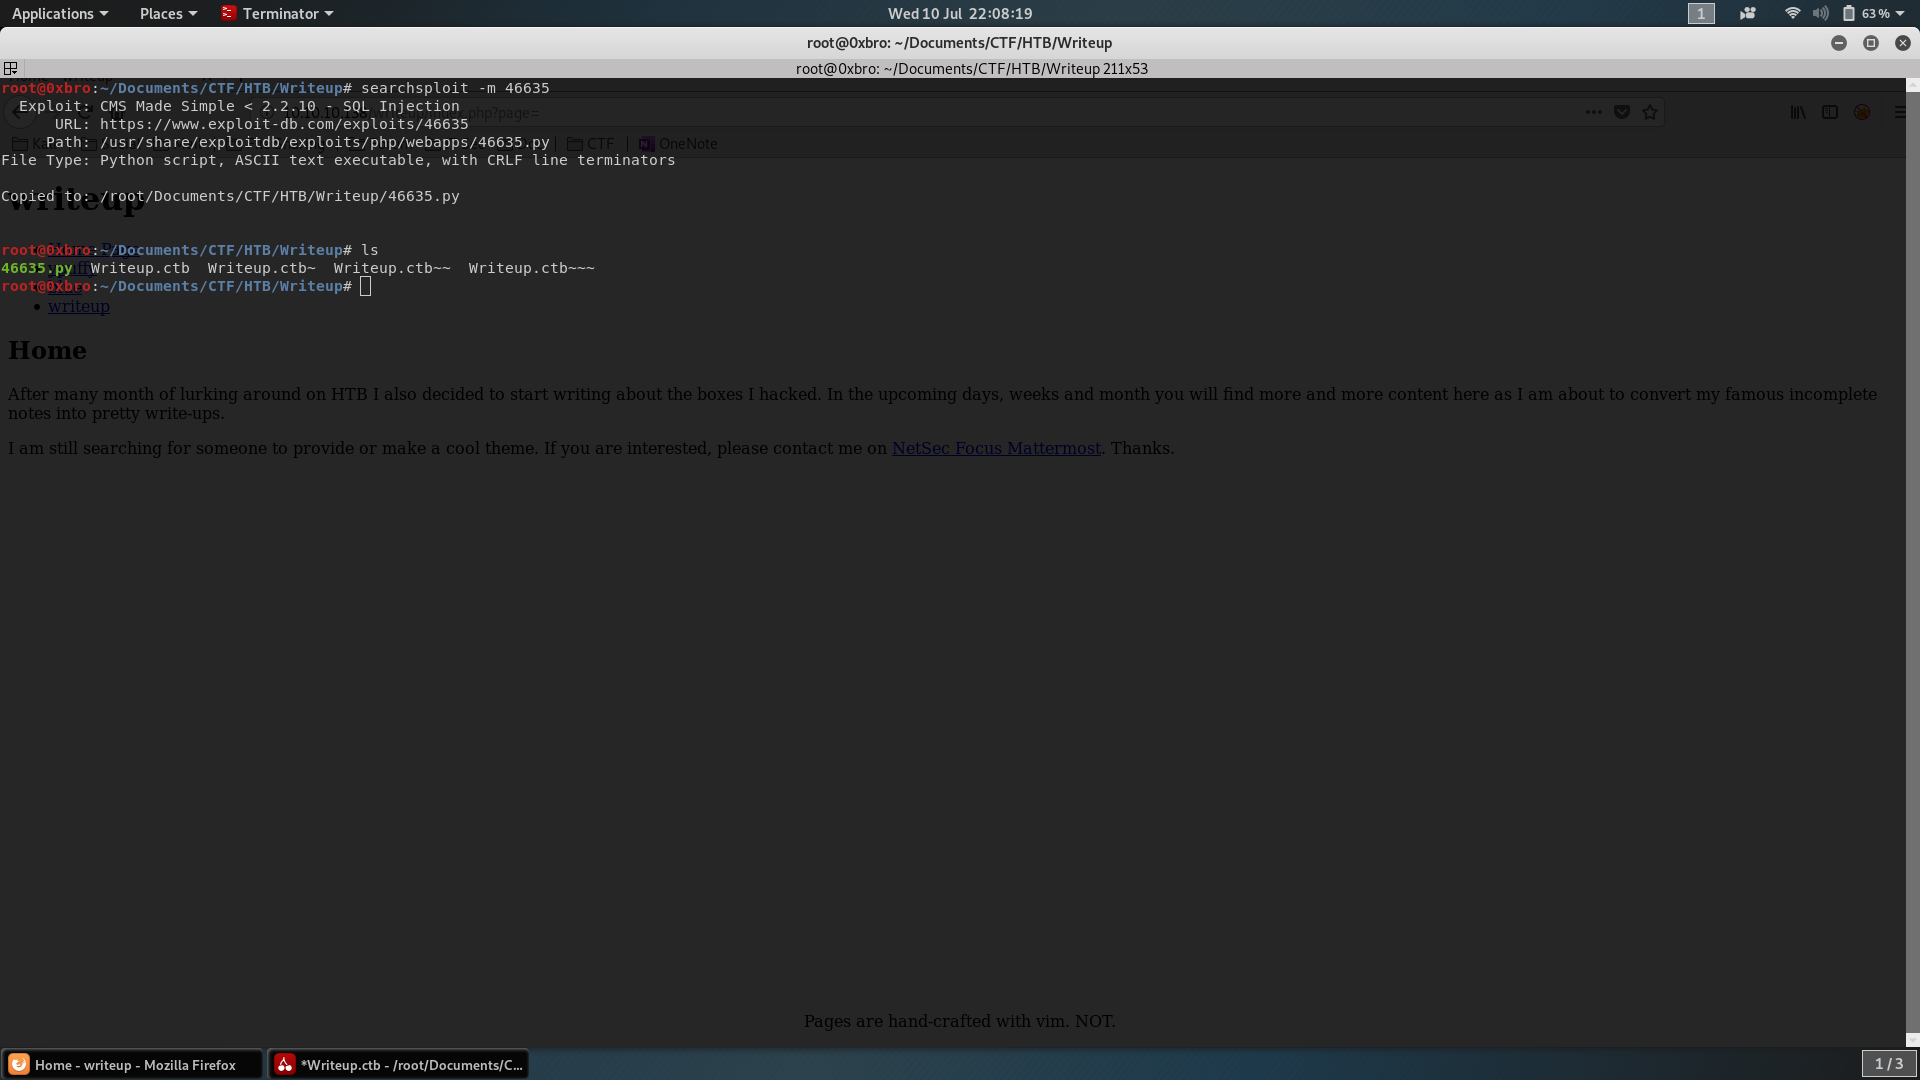 Applications Places Terminator Wed 10 Jul 22:08:19 1 63 %
root@0xbro: ~/Documents/CTF/HTB/Writeup
root@0xbro: ~/Documents/CTF/HTB/Writeup 211x53
root@0xbro:~/Documents/CTF/HTB/Writeup# searchsploit -m 46635
Exploit: CMS Made Simple < 2.2.10 - SQL Injection
URL: https://www.exploit-db.com/exploits/46635
Path: /usr/share/exploitdb/exploits/php/webapps/46635.py
CTF OneNote
File Type: Python script, ASCII text executable, with CRLF line terminators
Copied to: /root/Documents/CTF/HTB/Writeup/46635.py
writeup
root@0xbro:~/Documents/CTF/HTB/Writeup# ls
46635.py Writeup.ctb Writeup.ctb~ Writeup.ctb~~ Writeup.ctb~~~
root@0xbro:~/Documents/CTF/HTB/Writeup#
writeup
Home
After many month of lurking around on HTB I also decided to start writing about the boxes I hacked. In the upcoming days, weeks and month you will find more and more content here as I am about to convert my famous incomplete
notes into pretty write-ups.
I am still searching for someone to provide or make a cool theme. If you are interested, please contact me on NetSec Focus Mattermost. Thanks.
Pages are hand-crafted with vim. NOT.
Home - writeup - Mozilla Firefox *Writeup.ctb - /root/Documents/C... 1 / 3